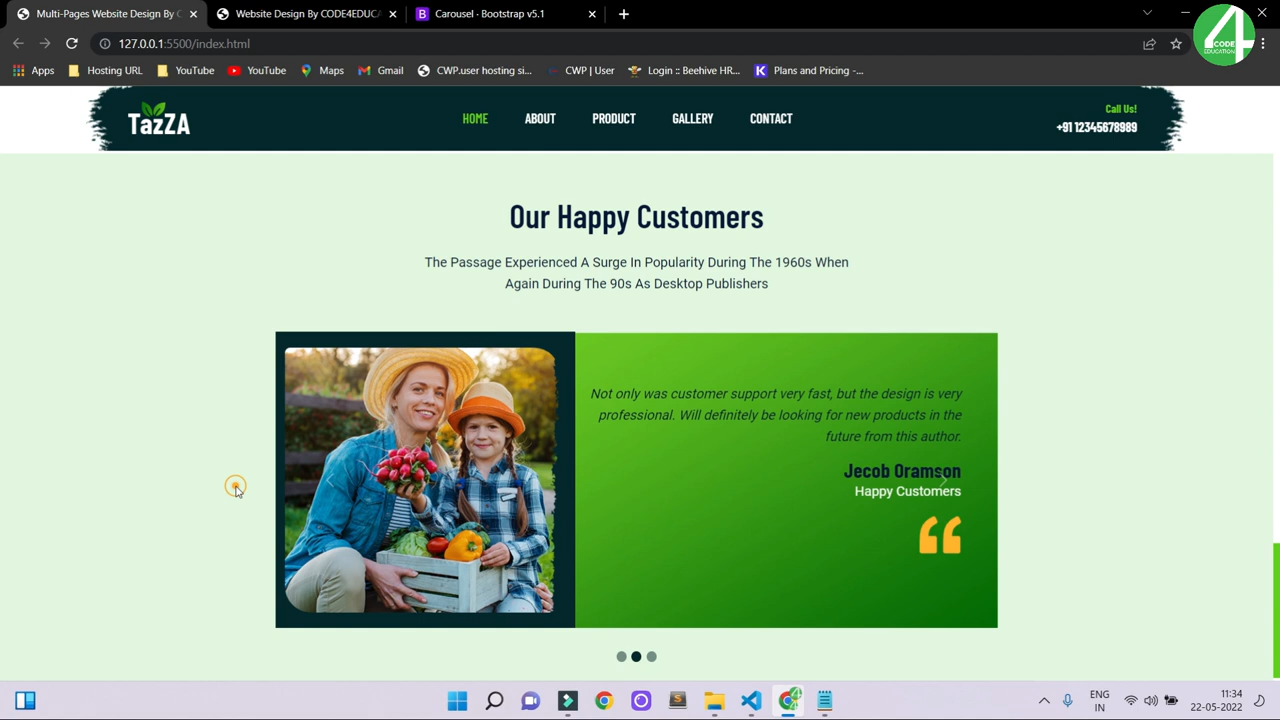 Multi-Pages Website Design By C
Website Design By CODE4EDUCA
Carousel - Bootstrap v5.1
127.0.0.1:5500/index.html
4
CODE
EDUCATION
Apps
Hosting URL
YouTube
YouTube
Maps
Gmail
CWP.user hosting si...
CWP | User
Login :: Beehive HR...
Plans and Pricing -...
TazZA
HOME
ABOUT
PRODUCT
GALLERY
CONTACT
Call Us!
+91 12345678989
Our Happy Customers
The Passage Experienced A Surge In Popularity During The 1960s When
Again During The 90s As Desktop Publishers
Not only was customer support very fast, but the design is very
professional. Will definitely be looking for new products in the
future from this author.
Jecob Oramson
Happy Customers
ENG
IN
11:34
22-05-2022